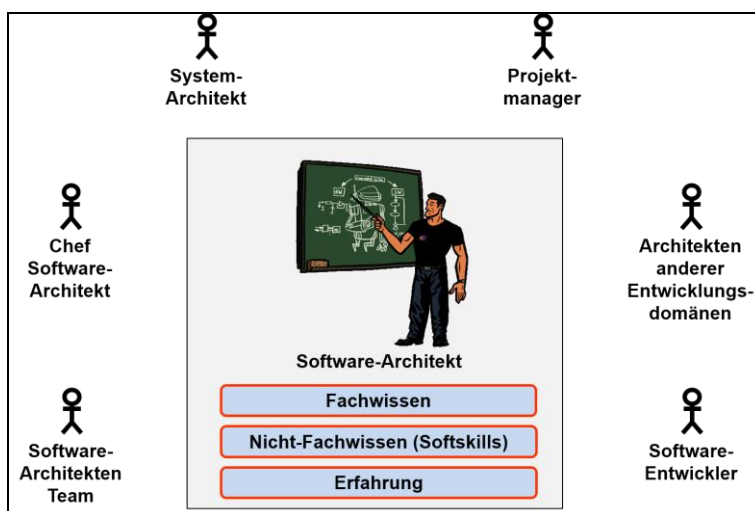 System-
Architekt
Projekt-
manager
Chef
Software-
Architekt
Architekten
anderer
Entwicklungs-
domänen
Software-Architekt
Fachwissen
Nicht-Fachwissen (Softskills)
Erfahrung
Software-
Architekten
Team
Software-
Entwickler